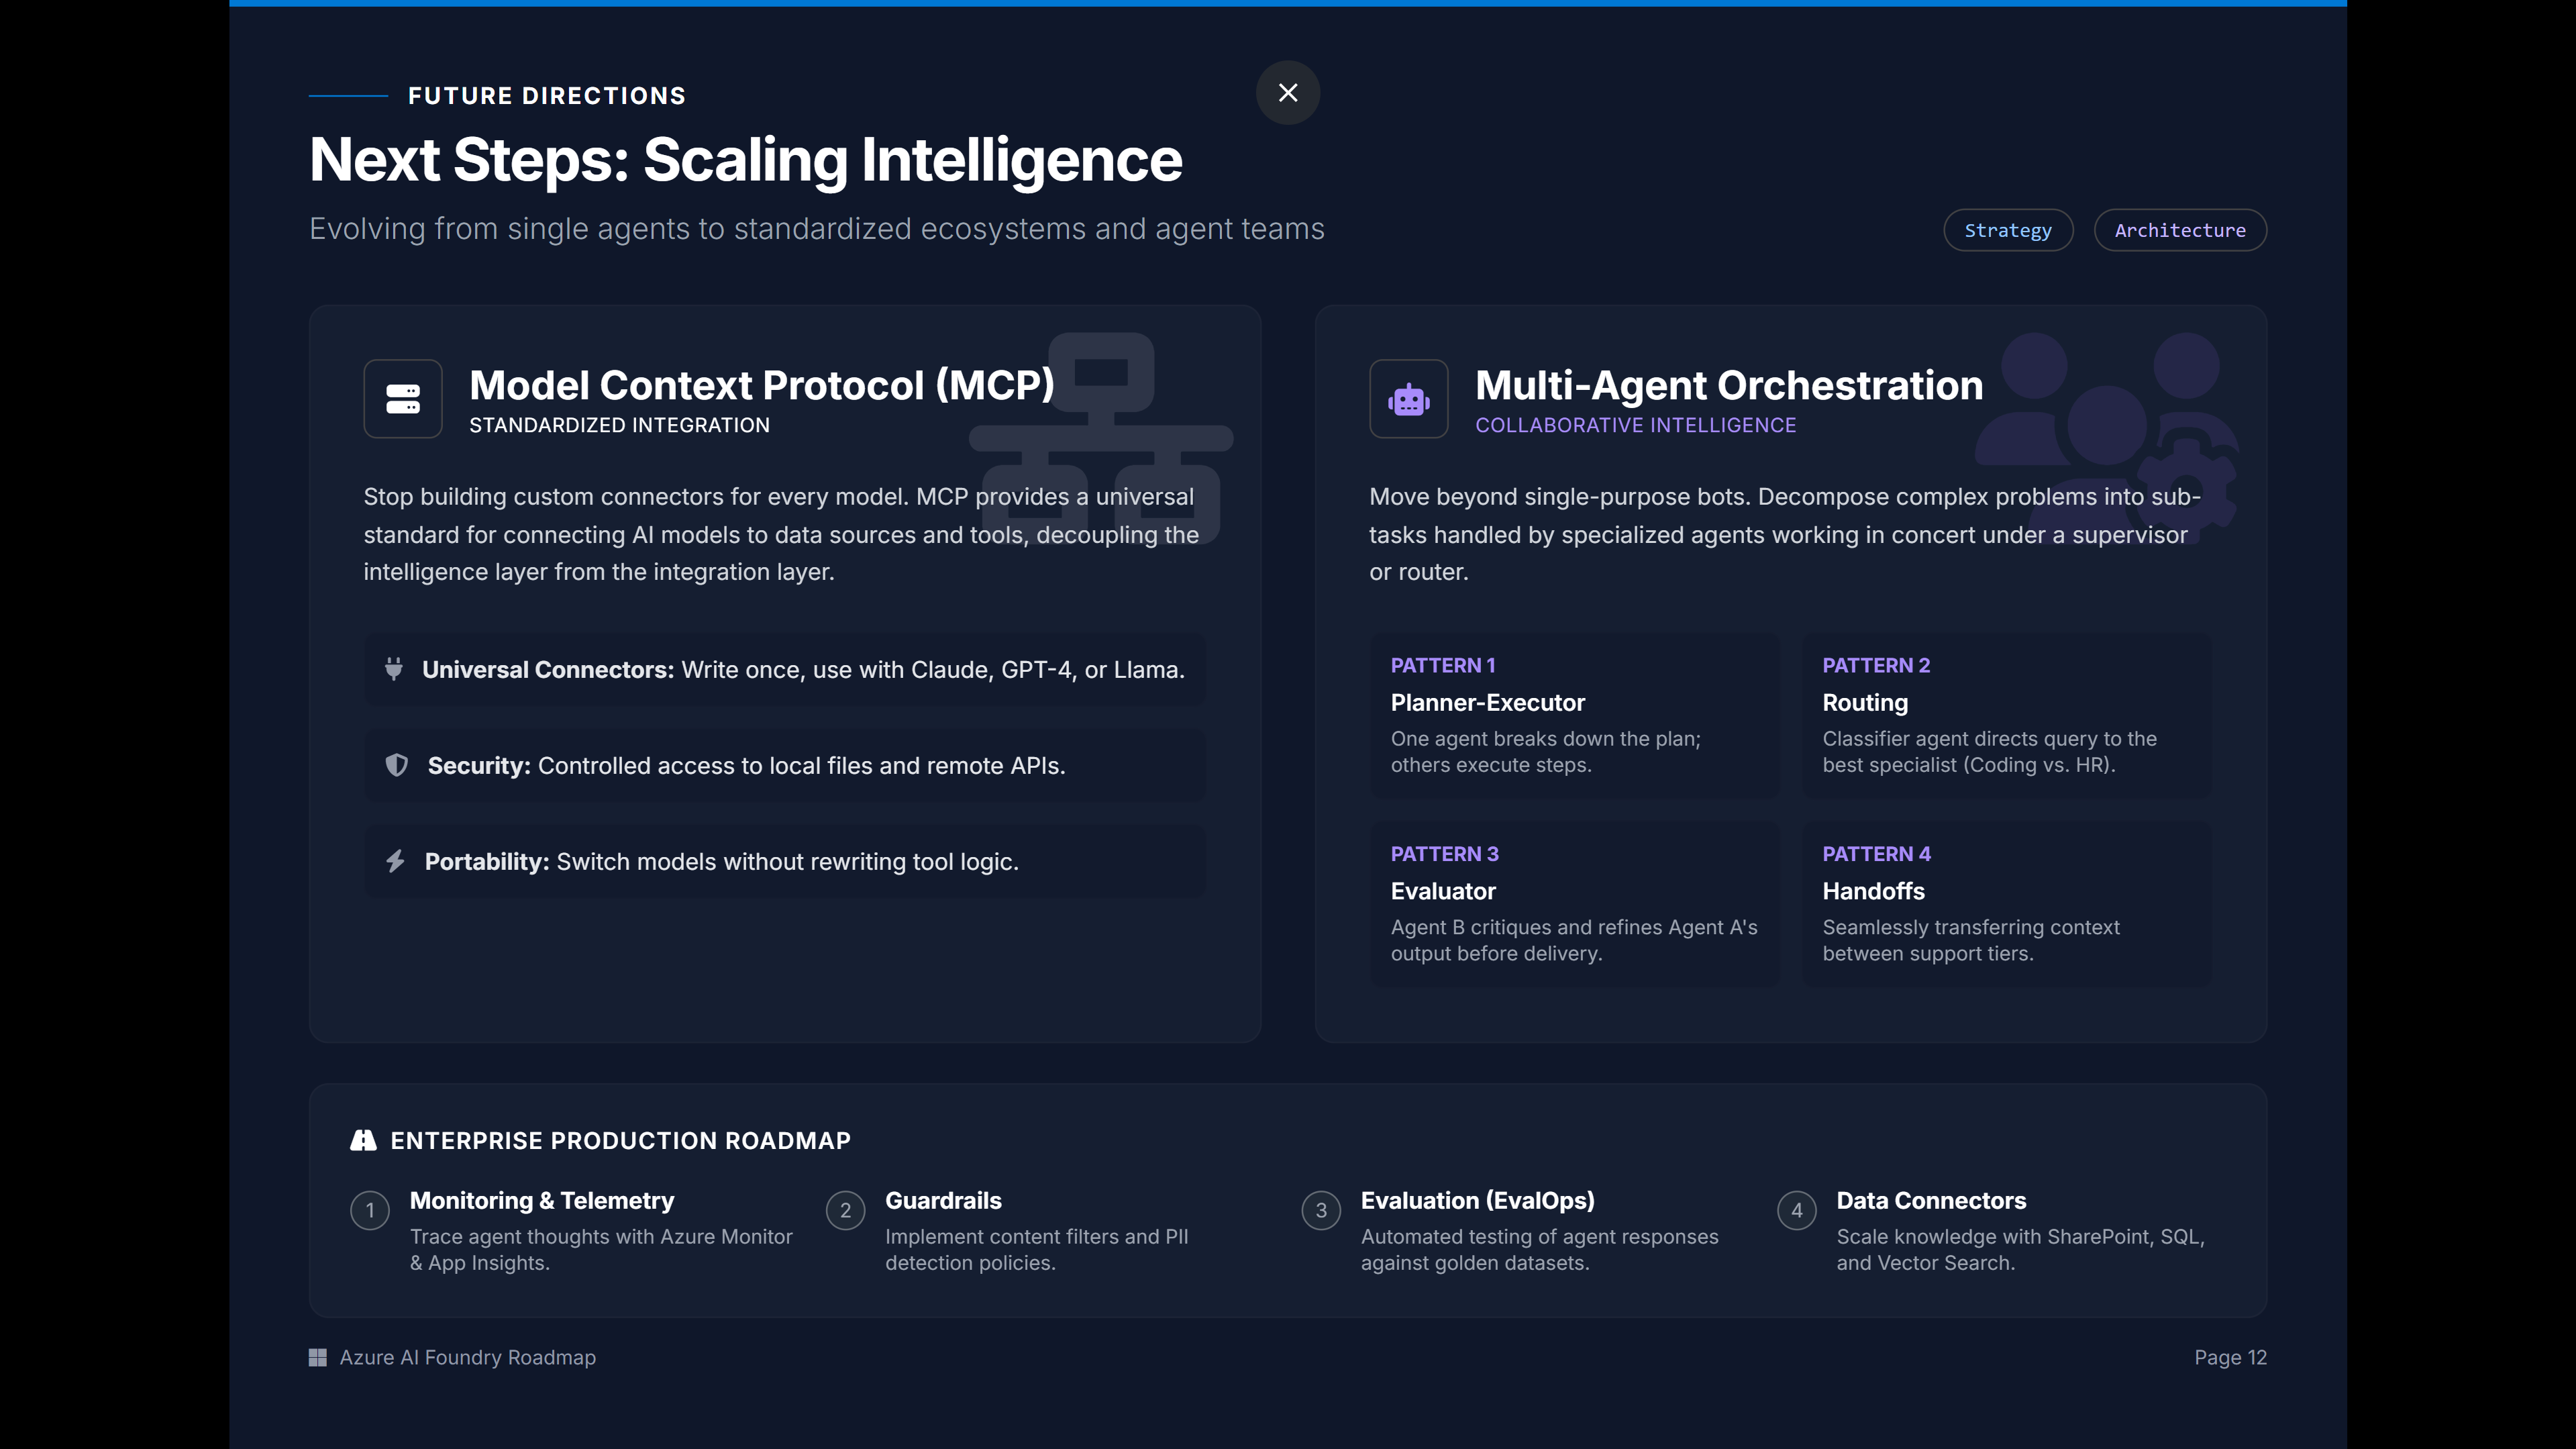 FUTURE DIRECTIONS
Next Steps: Scaling Intelligence
Evolving from single agents to standardized ecosystems and agent teams
Strategy
Architecture
Model Context Protocol (MCP)
STANDARDIZED INTEGRATION
Stop building custom connectors for every model. MCP provides a universal
standard for connecting AI models to data sources and tools, decoupling the
intelligence layer from the integration layer.
Universal Connectors: Write once, use with Claude, GPT-4, or Llama.
Security: Controlled access to local files and remote APIs.
Portability: Switch models without rewriting tool logic.
Multi-Agent Orchestration
COLLABORATIVE INTELLIGENCE
Move beyond single-purpose bots. Decompose complex problems into sub-
tasks handled by specialized agents working in concert under a supervisor
or router.
PATTERN 1
Planner-Executor
One agent breaks down the plan;
others execute steps.
PATTERN 2
Routing
Classifier agent directs query to the
best specialist (Coding vs. HR).
PATTERN 3
Evaluator
Agent B critiques and refines Agent A's
output before delivery.
PATTERN 4
Handoffs
Seamlessly transferring context
between support tiers.
ENTERPRISE PRODUCTION ROADMAP
1
Monitoring & Telemetry
Trace agent thoughts with Azure Monitor
& App Insights.
2
Guardrails
Implement content filters and PII
detection policies.
3
Evaluation (EvalOps)
Automated testing of agent responses
against golden datasets.
4
Data Connectors
Scale knowledge with SharePoint, SQL,
and Vector Search.
Azure AI Foundry Roadmap
Page 12